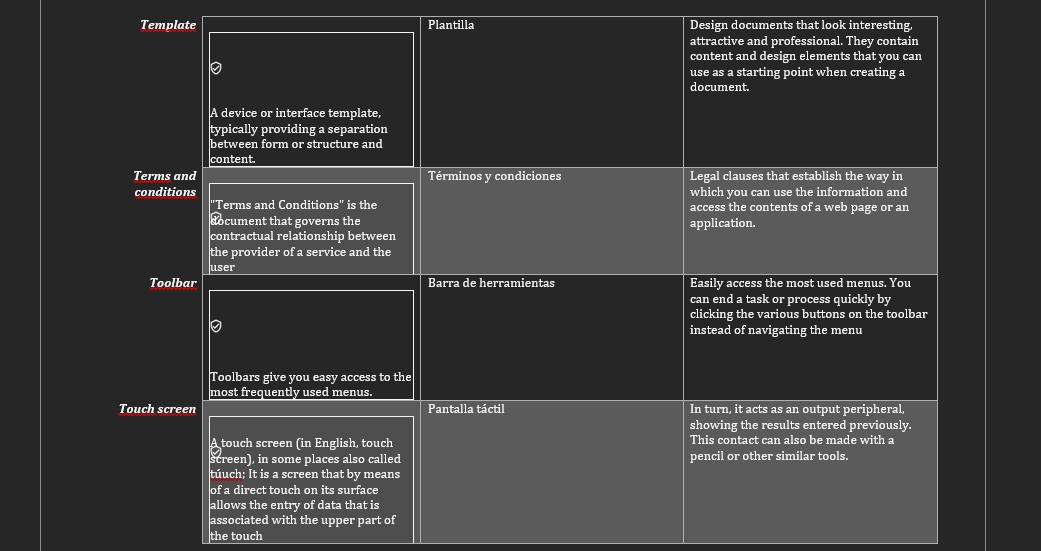 Template
A device or interface template,
typically providing a separation
between form or structure and
content.
Plantilla
Design documents that look interesting,
attractive and professional. They contain
content and design elements that you can
use as a starting point when creating a
document.
Terms and
conditions
"Terms and Conditions" is the
document that governs the
contractual relationship between
the provider of a service and the
user
Términos y condiciones
Legal clauses that establish the way in
which you can use the information and
access the contents of a web page or an
application.
Toolbar
Toolbars give you easy access to the
most frequently used menus.
Barra de herramientas
Easily access the most used menus. You
can end a task or process quickly by
clicking the various buttons on the toolbar
instead of navigating the menu
Touch screen
A touch screen (in English, touch
screen), in some places also called
túuch; It is a screen that by means
of a direct touch on its surface
allows the entry of data that is
associated with the upper part of
the touch
Pantalla táctil
In turn, it acts as an output peripheral,
showing the results entered previously.
This contact can also be made with a
pencil or other similar tools.